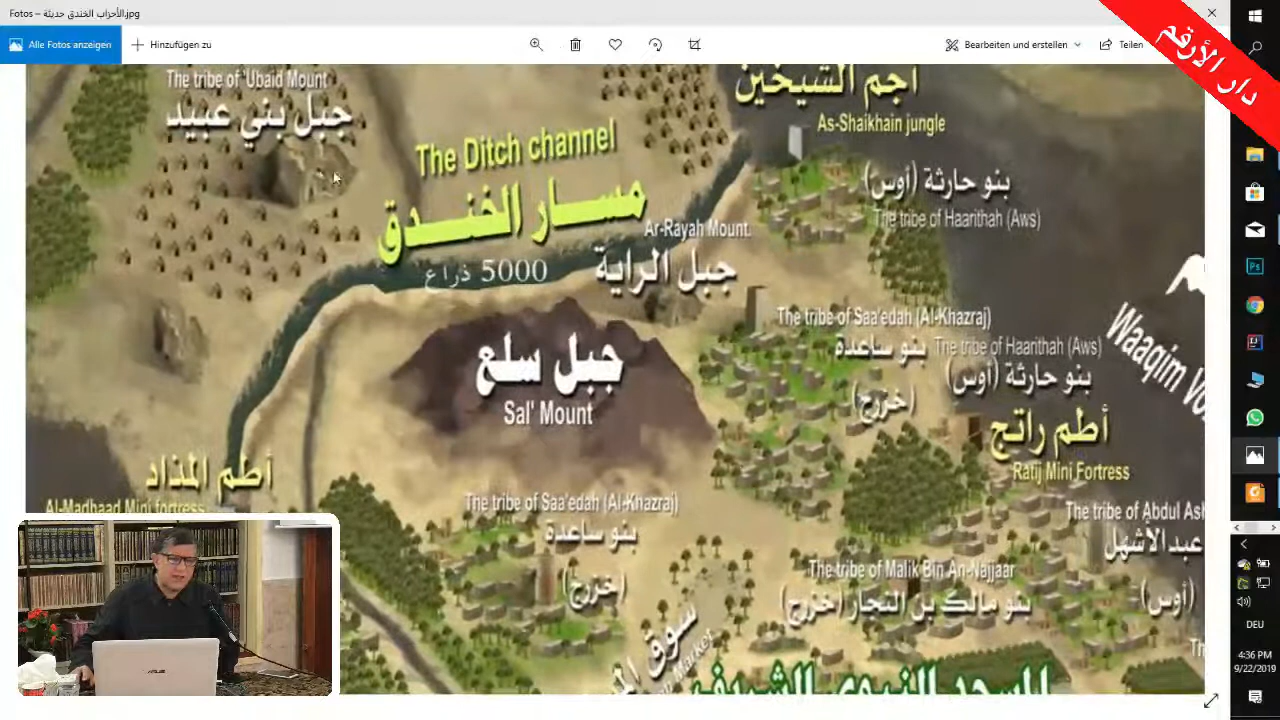 Fotos – الأحزاب الخندق حديثة.jpg
دار الأرقم
Alle Fotos anzeigen
Hinzufügen zu
Bearbeiten und erstellen
Teilen
The tribe of 'Ubaid Mount
جبل بني عبيد
The Ditch channel
مسار الخندق
5000 ذراع
أجم الشيخين
As-Shaikhain jungle
بنو حارثة (أوس)
The tribe of Haarithah (Aws)
Ar-Rayah Mount.
جبل الراية
جبل سلع
Sal' Mount
The tribe of Saa'edah (Al-Khazraj)
بنو ساعدة
(خزرج)
The tribe of Haarithah (Aws)
بنو حارثة (أوس)
أطم راتج
Ratij Mini Fortress
Waaqim
أطم المذاد
Al-Madhaad Mini fortress
The tribe of Saa'edah (Al-Khazraj)
بنو ساعدة
(خزرج)
The tribe of Abdul
عبد الأشهل
(أوس)
The tribe of Malik Bin An-Najjaar
بنو مالك بن النجار (خزرج)
سوق
Market
المسجد النبوي الشريف
ASUS
DEU
4:36 PM
9/22/2019